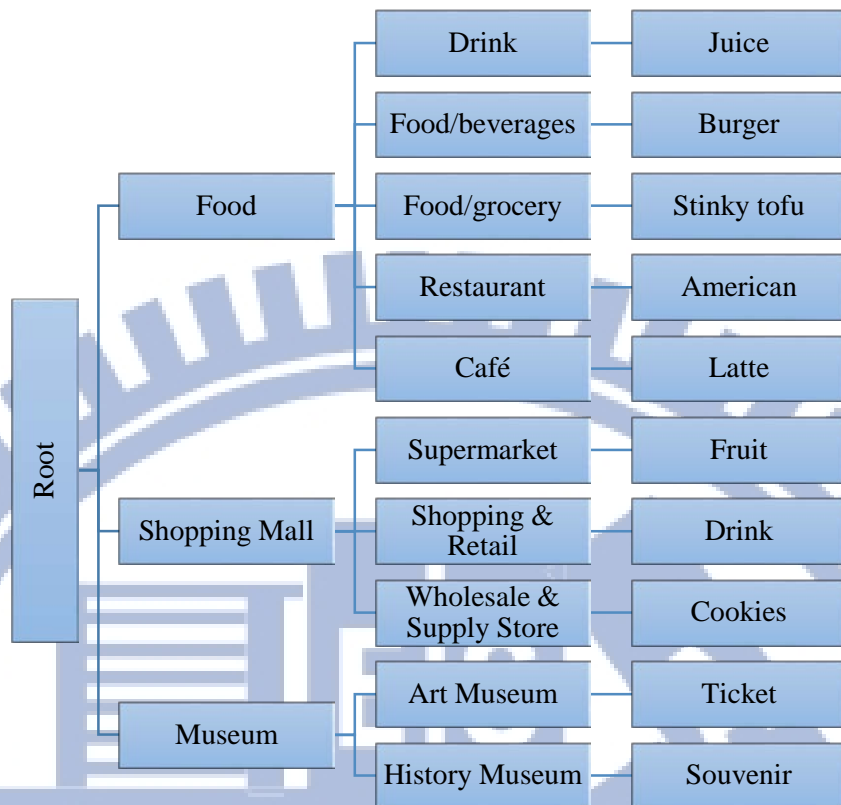 Root
Food
Drink
Juice
Food/beverages
Burger
Food/grocery
Stinky tofu
Restaurant
American
Café
Latte
Shopping Mall
Supermarket
Fruit
Shopping &
Retail
Drink
Wholesale &
Supply Store
Cookies
Museum
Art Museum
Ticket
History Museum
Souvenir